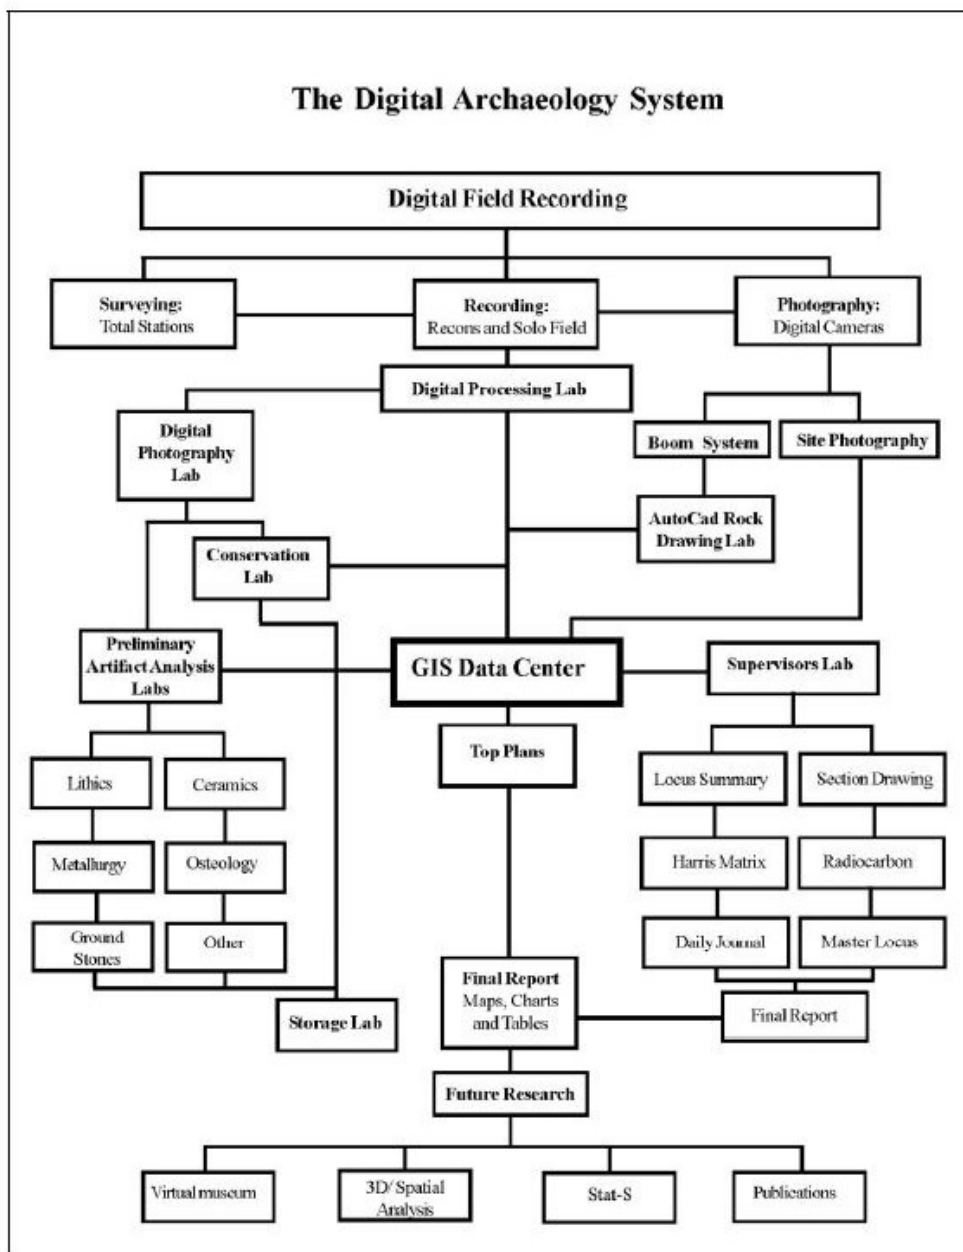 The Digital Archaeology System
Digital Field Recording
Surveying:
Total Stations
Recording:
Recons and Solo Field
Photography:
Digital Cameras
Digital Processing Lab
Digital
Photography
Lab
Boom System
Site Photography
AutoCad Rock
Drawing Lab
Conservation
Lab
Preliminary
Artifact Analysis
Labs
GIS Data Center
Supervisors Lab
Top Plans
Lithics
Ceramics
Locus Summary
Section Drawing
Metallurgy
Osteology
Harris Matrix
Radiocarbon
Ground
Stones
Other
Daily Journal
Master Locus
Final Report
Maps, Charts
and Tables
Storage Lab
Final Report
Future Research
Virtual museum
3D/ Spatial
Analysis
Stat-S
Publications